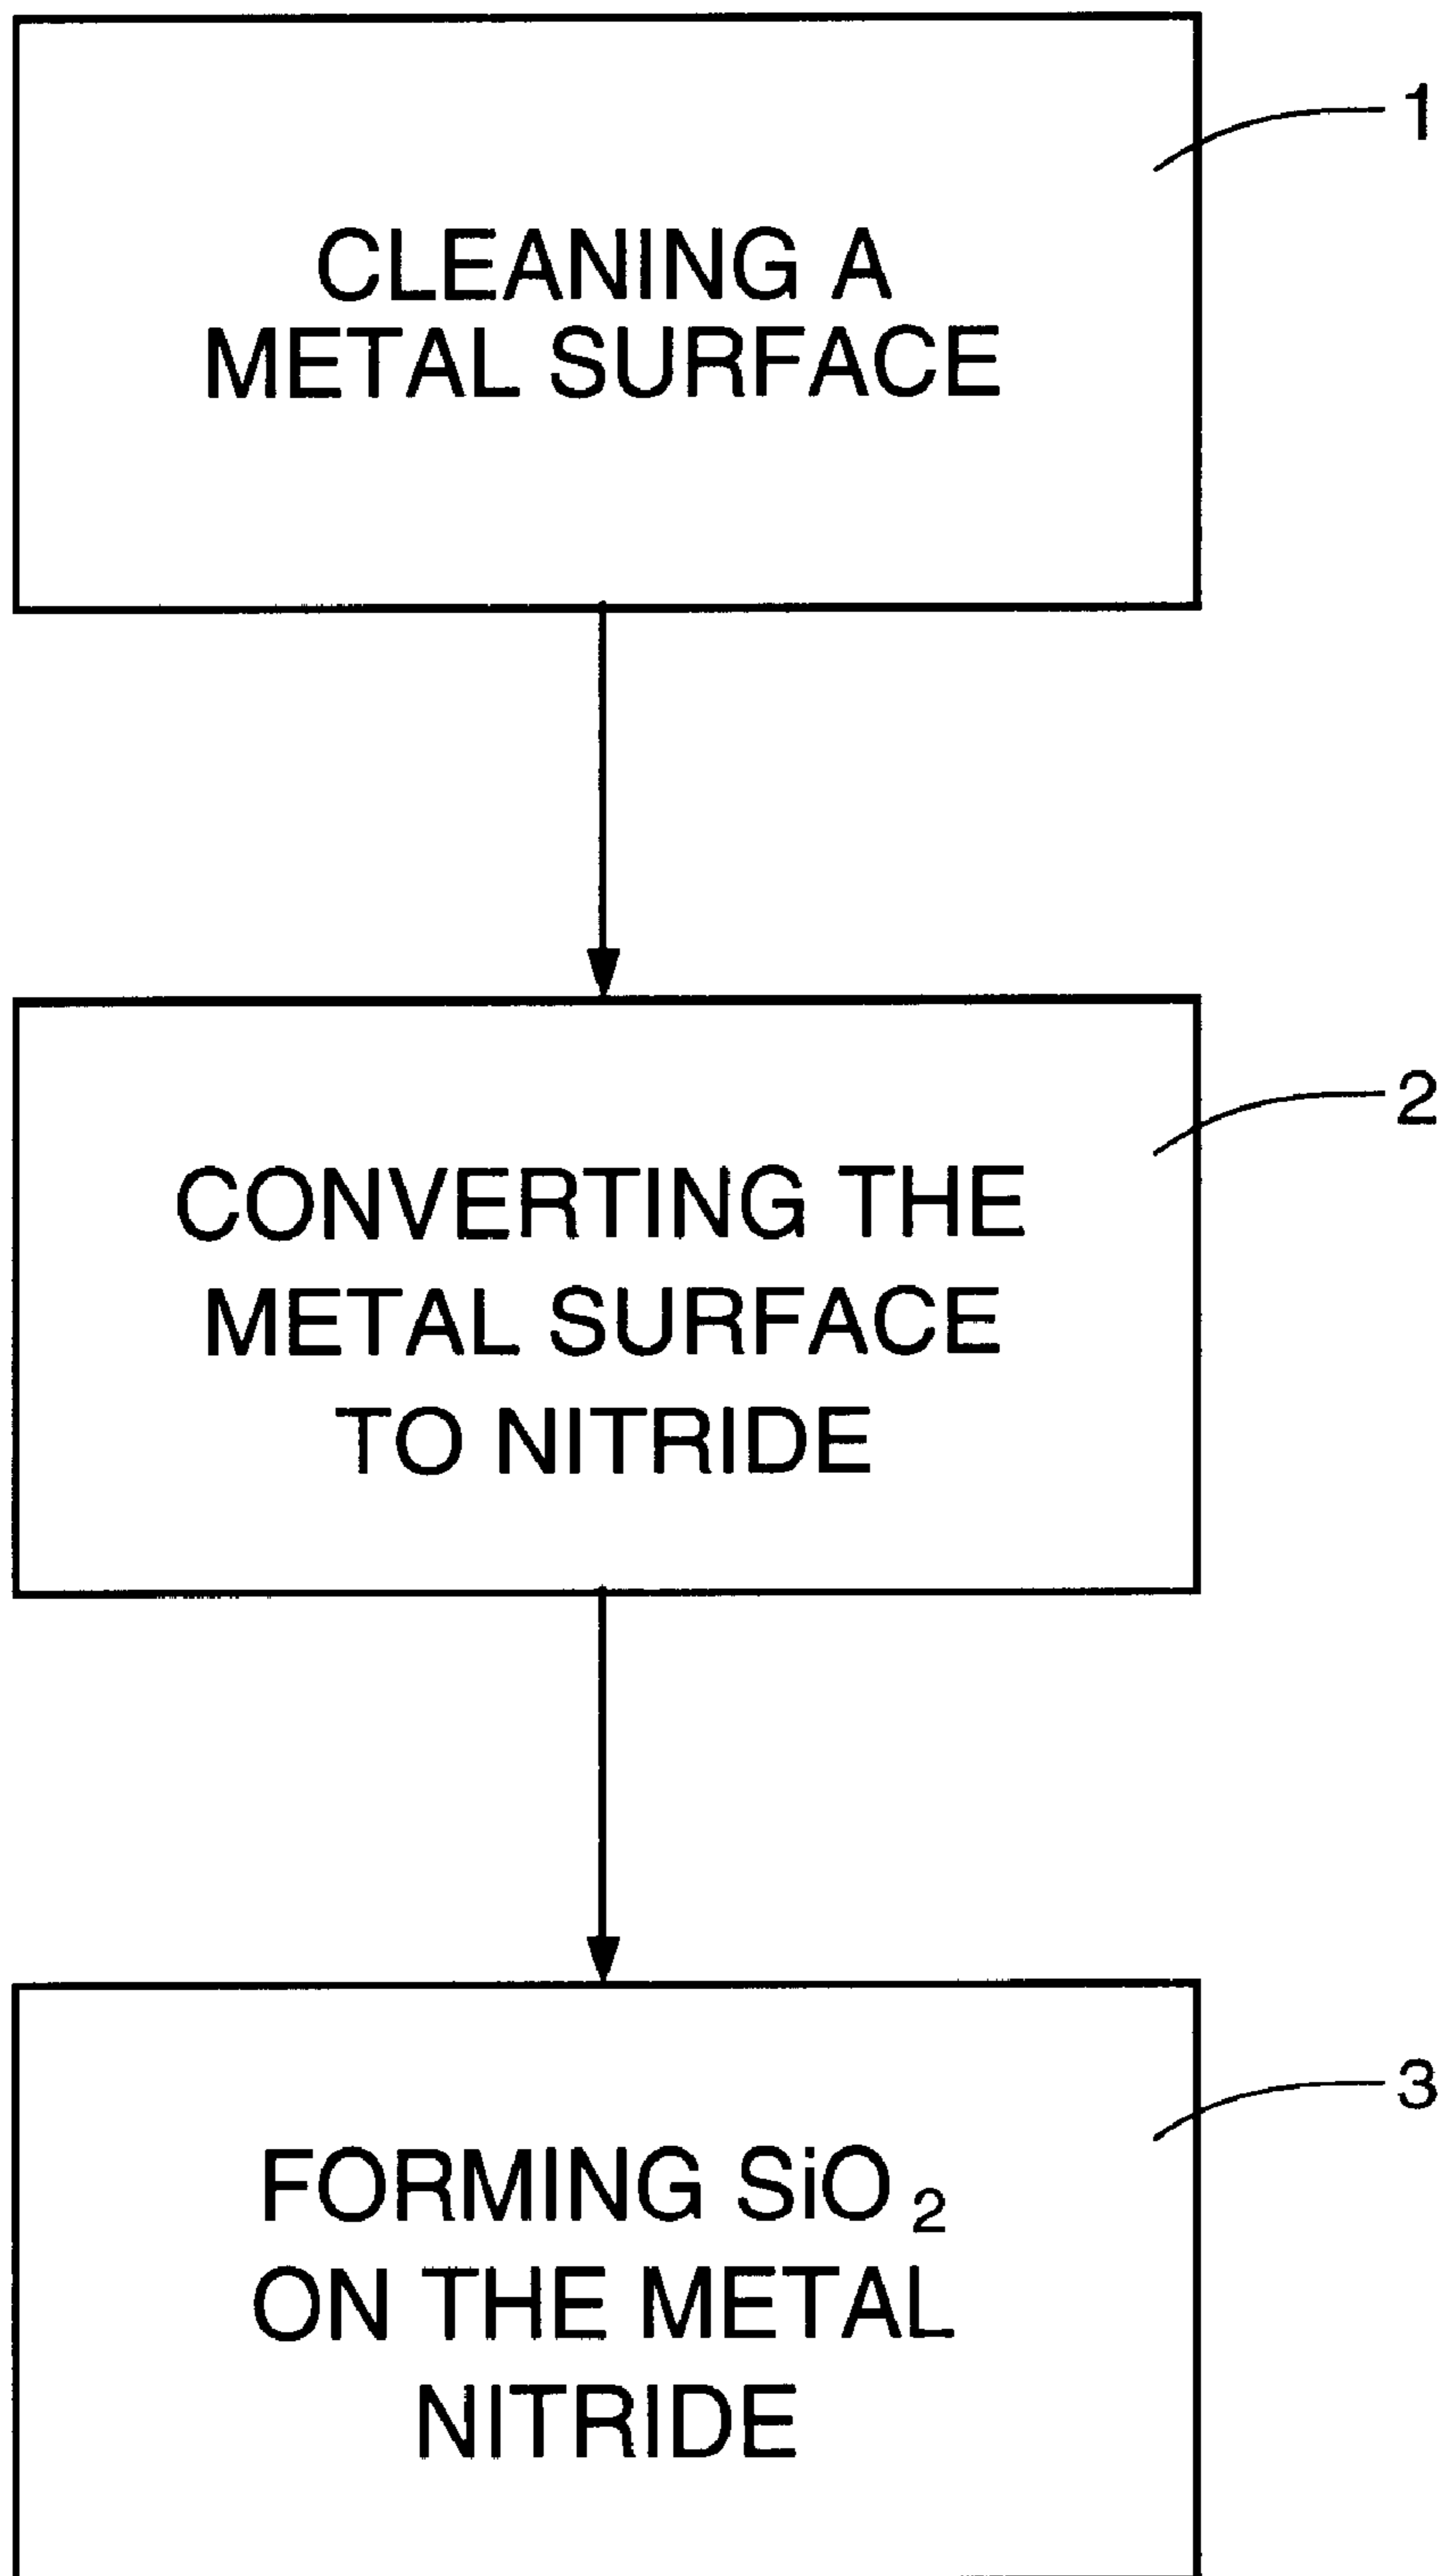 1
CLEANING A
METAL SURFACE
2
CONVERTING THE
METAL SURFACE
TO NITRIDE
3
FORMING SiO2
ON THE METAL
NITRIDE